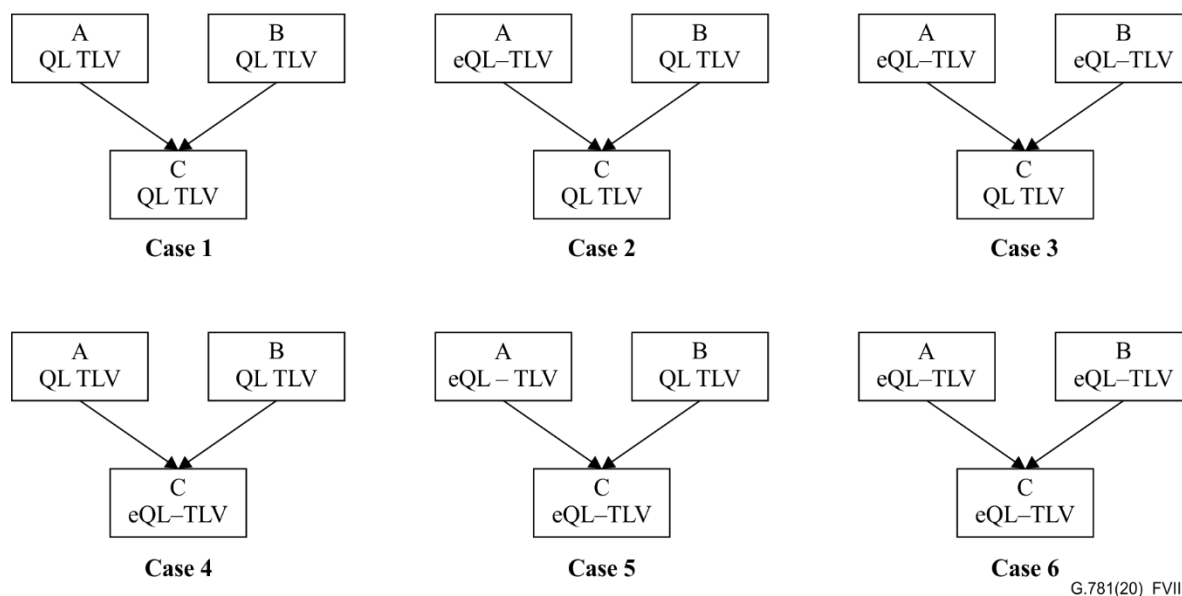 A
QL TLV
B
QL TLV
C
QL TLV
Case 1
A
eQL–TLV
B
QL TLV
C
QL TLV
Case 2
A
eQL–TLV
B
eQL–TLV
C
QL TLV
Case 3
A
QL TLV
B
QL TLV
C
eQL–TLV
Case 4
A
eQL – TLV
B
QL TLV
C
eQL–TLV
Case 5
A
eQL–TLV
B
eQL–TLV
C
eQL–TLV
Case 6
G.781(20)_FVII